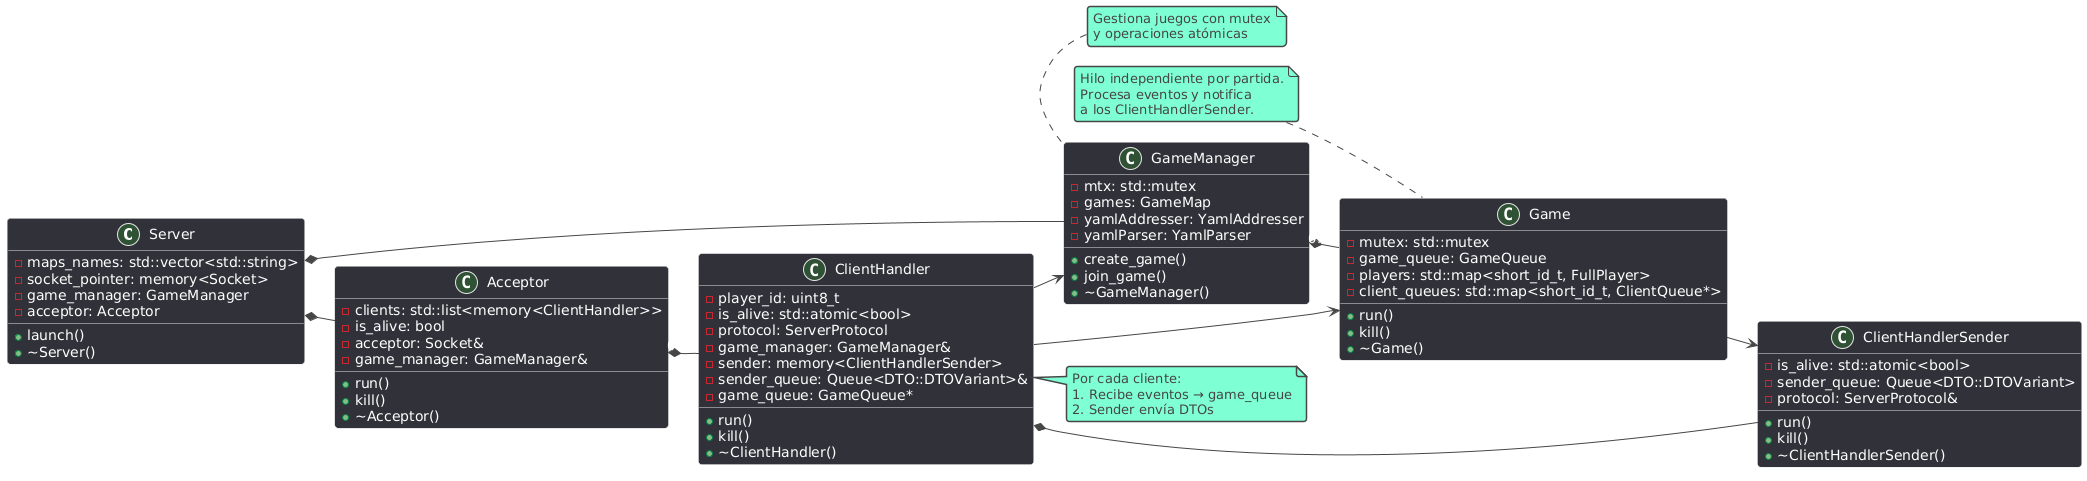 Gestiona juegos con mutex
y operaciones atómicas
Hilo independiente por partida.
Procesa eventos y notifica
a los ClientHandlerSender.
C Server
maps_names: std::vector<std::string>
socket_pointer: memory<Socket>
game_manager: GameManager
acceptor: Acceptor
launch()
~Server()
C Acceptor
clients: std::list<memory<ClientHandler>>
is_alive: bool
acceptor: Socket&
game_manager: GameManager&
run()
kill()
~Acceptor()
C ClientHandler
player_id: uint8_t
is_alive: std::atomic<bool>
protocol: ServerProtocol
game_manager: GameManager&
sender: memory<ClientHandlerSender>
sender_queue: Queue<DTO::DTOVariant>&
game_queue: GameQueue*
run()
kill()
~ClientHandler()
C GameManager
mtx: std::mutex
games: GameMap
yamlAddresser: YamlAddresser
yamlParser: YamlParser
create_game()
join_game()
~GameManager()
Por cada cliente:
1. Recibe eventos → game_queue
2. Sender envía DTOs
C Game
mutex: std::mutex
game_queue: GameQueue
players: std::map<short_id_t, FullPlayer>
client_queues: std::map<short_id_t, ClientQueue*>
run()
kill()
~Game()
C ClientHandlerSender
is_alive: std::atomic<bool>
sender_queue: Queue<DTO::DTOVariant>
protocol: ServerProtocol&
run()
kill()
~ClientHandlerSender()